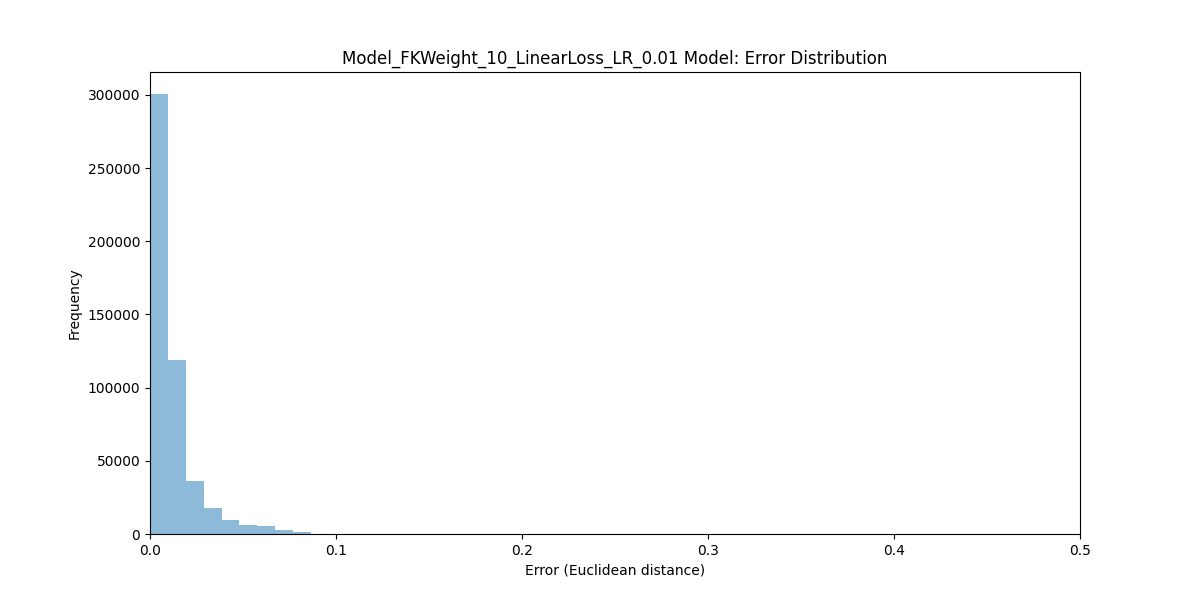 Model_FKWeight_10_LinearLoss_LR_0.01 Model: Error Distribution
Frequency
300000
250000
200000
150000
100000
50000
0
0.0 0.1 0.2 0.3 0.4 0.5
Error (Euclidean distance)